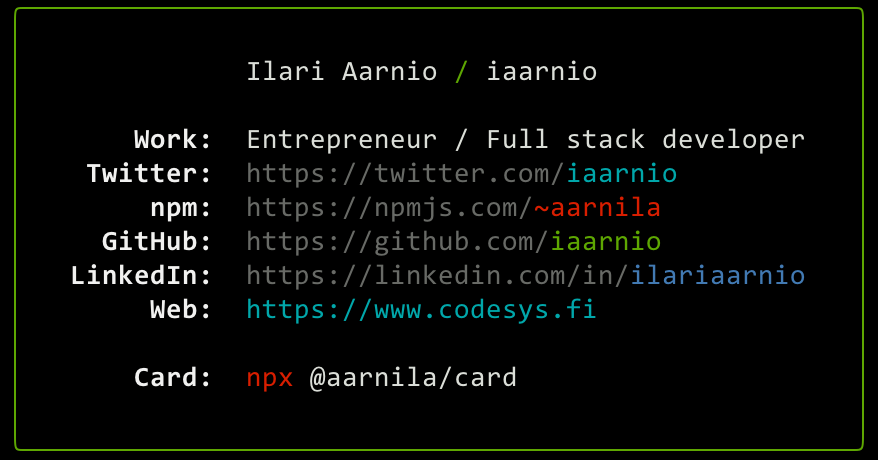 Ilari Aarnio / iaarnio
Work: Entrepreneur / Full stack developer
Twitter: https://twitter.com/iaarnio
npm: https://npmjs.com/~aarnila
GitHub: https://github.com/iaarnio
LinkedIn: https://linkedin.com/in/ilariaarnio
Web: https://www.codesys.fi
Card: npx @aarnila/card